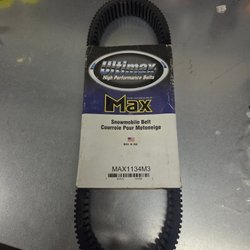 Ultimax
High Performance Belts
Max
Snowmobile Belt
Courroie Pour Motoneige
MAX1134M3